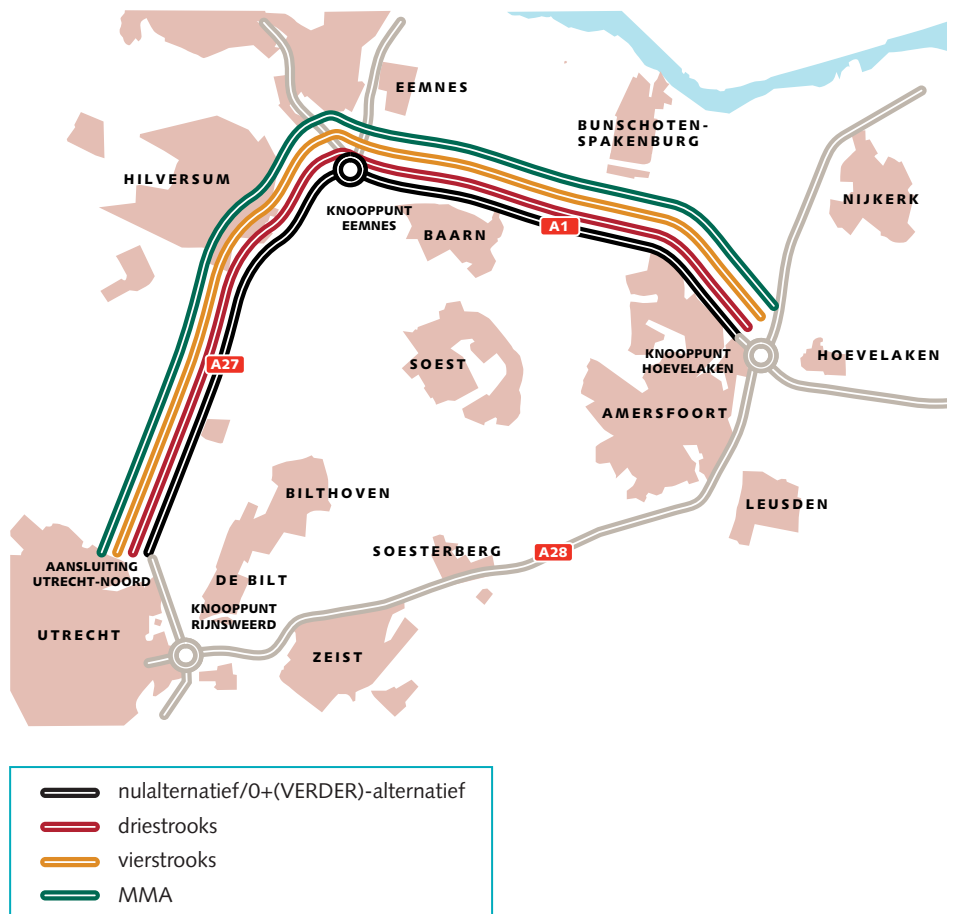 EEMNES
BUNSCHOTEN-
SPAKENBURG
HILVERSUM
NIJKERK
KNOOPPUNT
EEMNES
BAARN
A1
A27
SOEST
KNOOPPUNT
HOEVELAKEN
HOEVELAKEN
AMERSFOORT
BILTHOVEN
LEUSDEN
SOESTERBERG
A28
AANSLUITING
UTRECHT-NOORD
DE BILT
KNOOPPUNT
RIJNSWEERD
UTRECHT
ZEIST
nulalternatief/0+(VERDER)-alternatief
driestrooks
vierstrooks
MMA